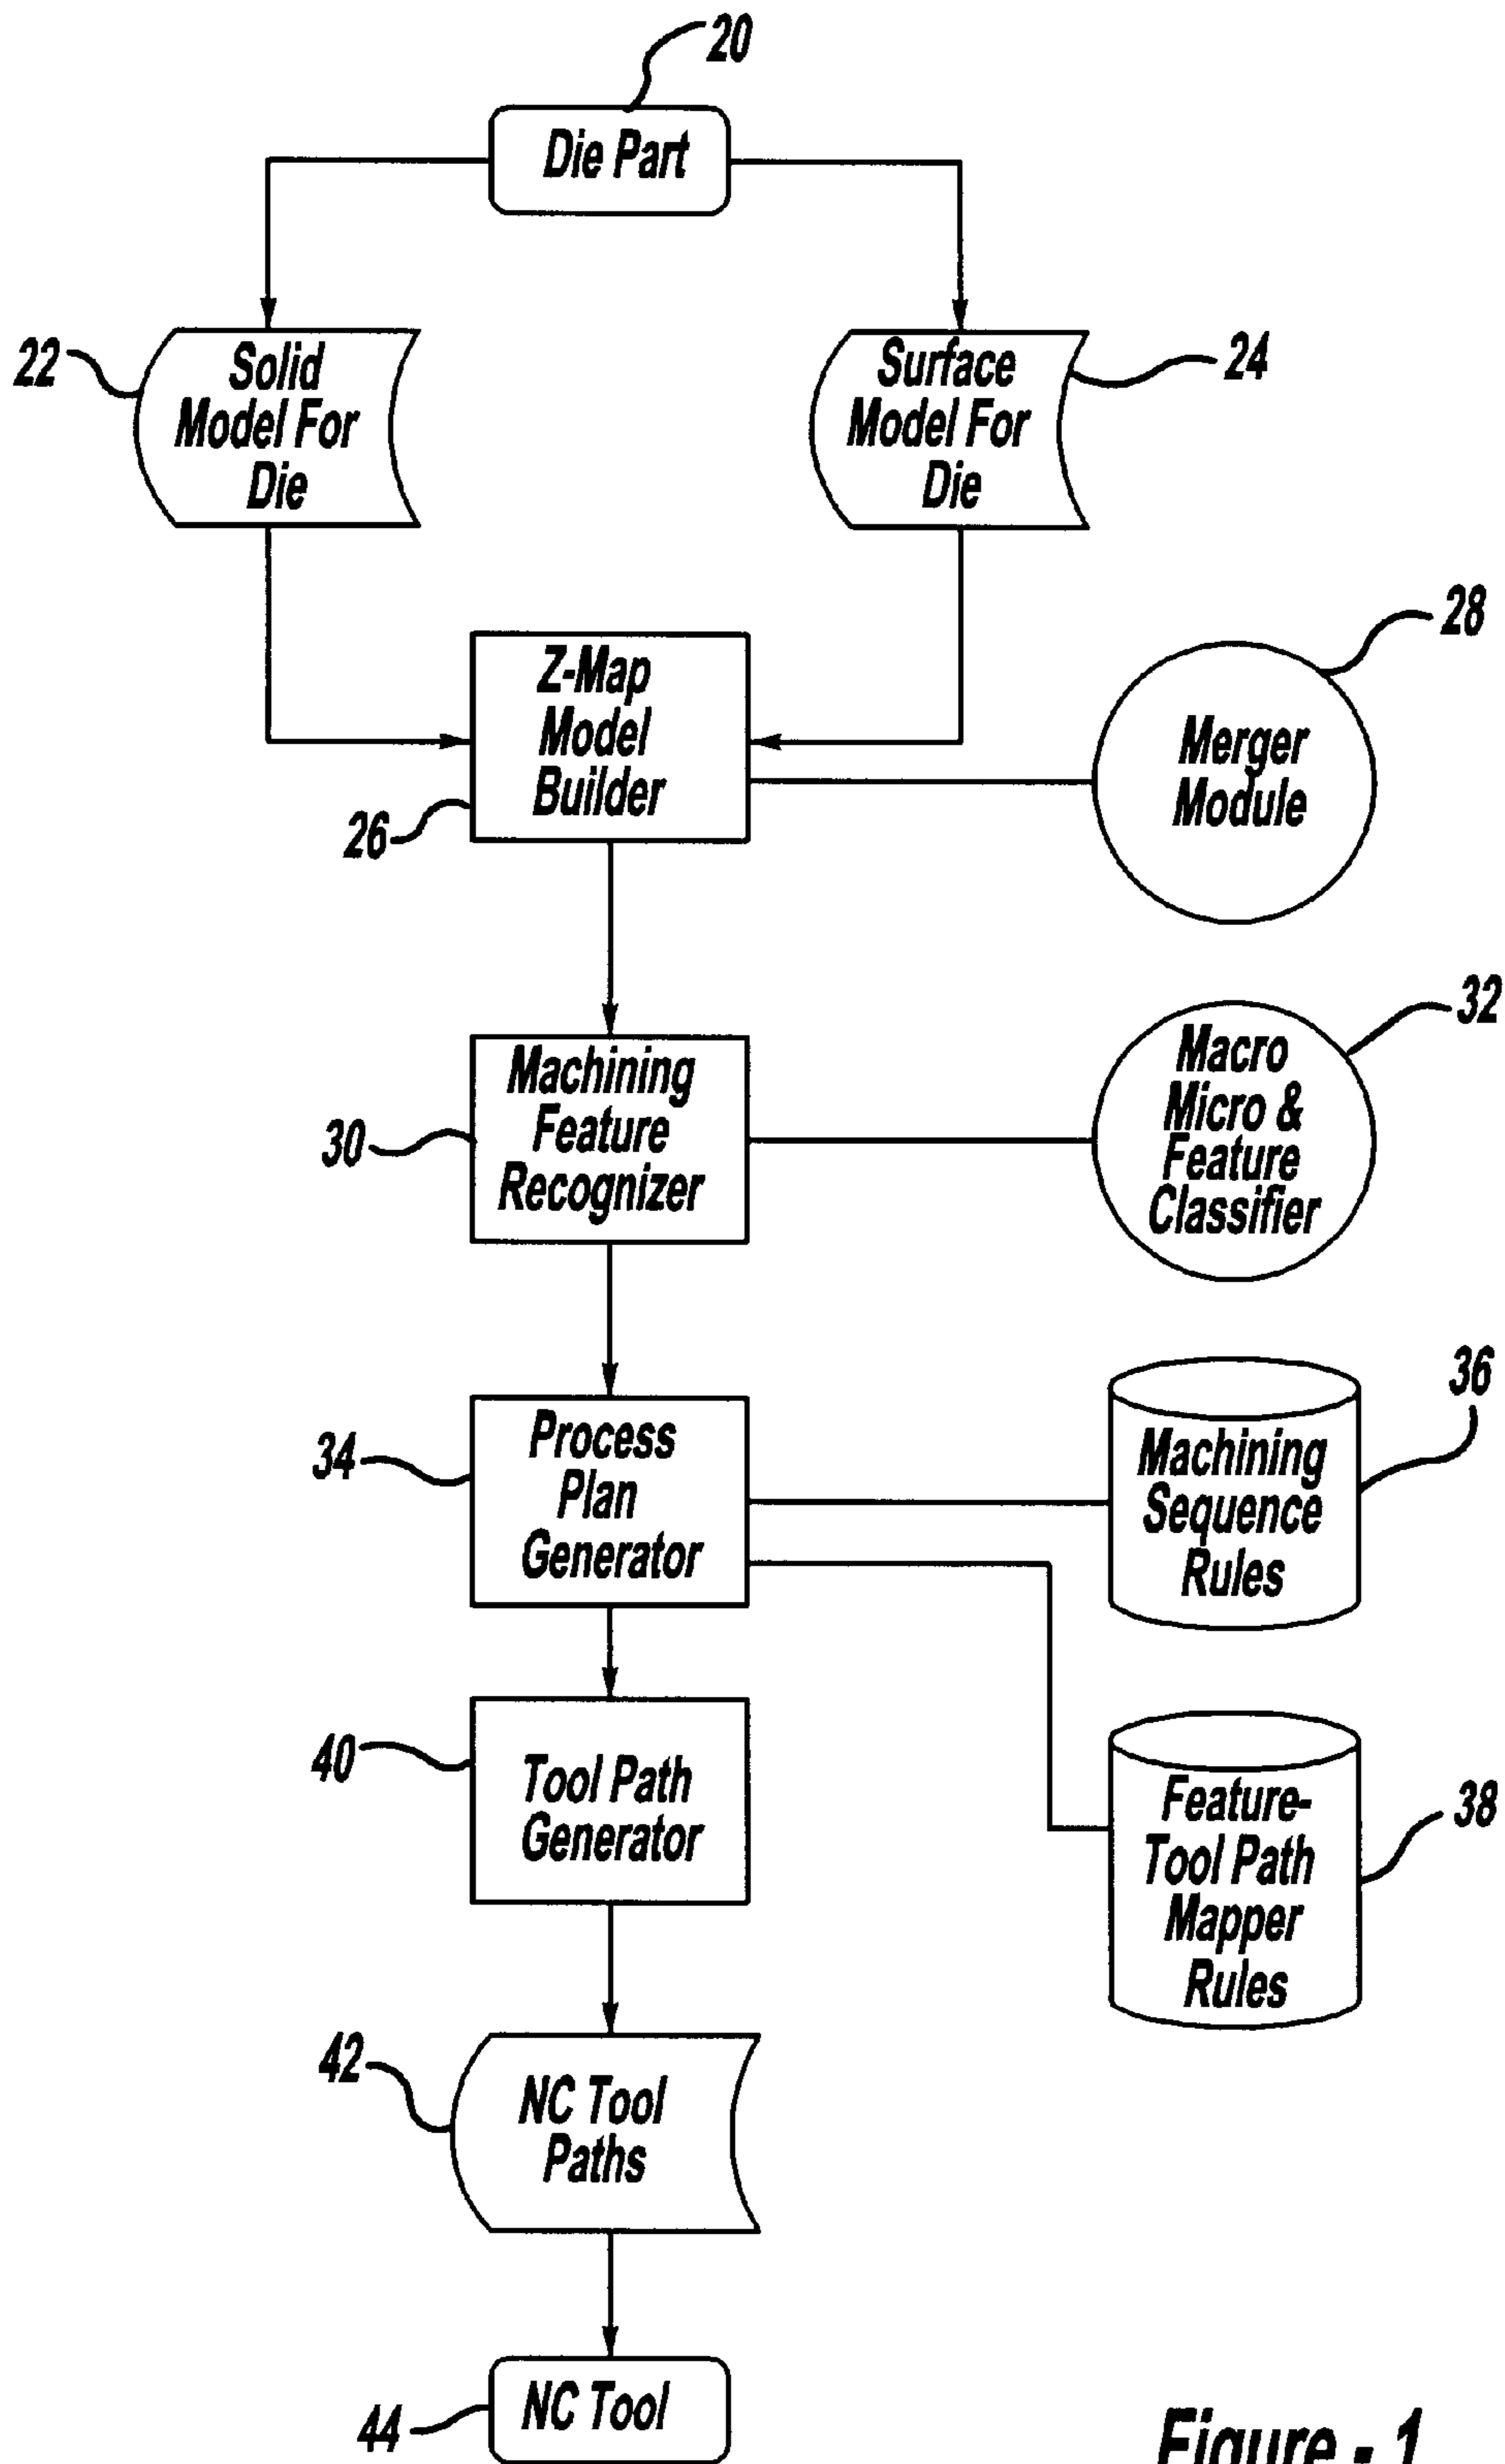 20
Die Part
22
Solid
Model For
Die
Surface
Model For
Die
24
Z-Map
Model
Builder
26
28
Merger
Module
Machining
Feature
Recognizer
30
32
Macro
Micro &
Feature
Classifier
34
Process
Plan
Generator
36
Machining
Sequence
Rules
40
Tool Path
Generator
Feature-
Tool Path
Mapper
Rules
38
42
NC Tool
Paths
44
NC Tool
Figure - 1